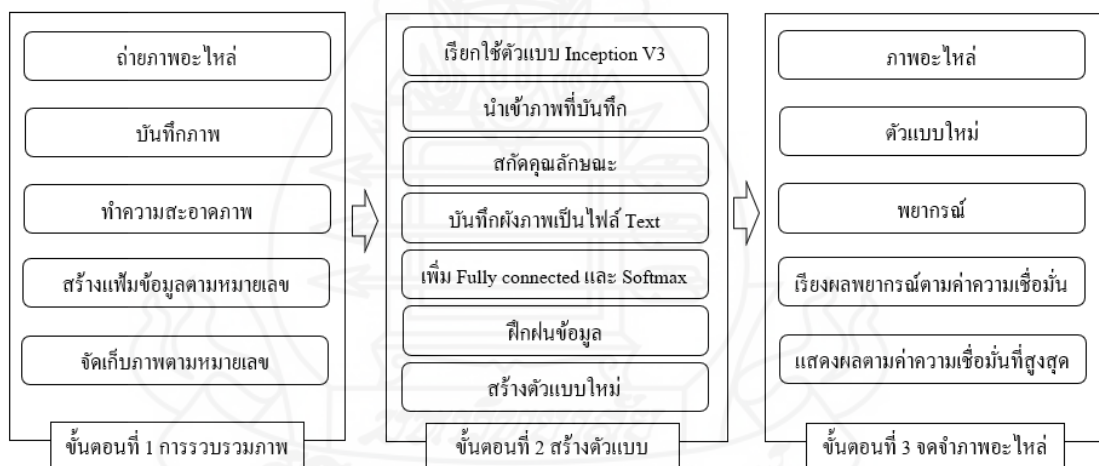 ถ่ายภาพอะไหล่
บันทึกภาพ
ทำความสะอาดภาพ
สร้างแฟ้มข้อมูลตามหมายเลข
จัดเก็บภาพตามหมายเลข
ขั้นตอนที่ 1 การรวบรวมภาพ
เรียกใช้ตัวแบบ Inception V3
นำเข้าภาพที่บันทึก
สกัดคุณลักษณะ
บันทึกผังภาพเป็นไฟล์ Text
เพิ่ม Fully connected และ Softmax
ฝึกฝนข้อมูล
สร้างตัวแบบใหม่
ขั้นตอนที่ 2 สร้างตัวแบบ
ภาพอะไหล่
ตัวแบบใหม่
พยากรณ์
เรียงผลพยากรณ์ตามค่าความเชื่อมั่น
แสดงผลตามค่าความเชื่อมั่นที่สูงสุด
ขั้นตอนที่ 3 จดจำภาพอะไหล่